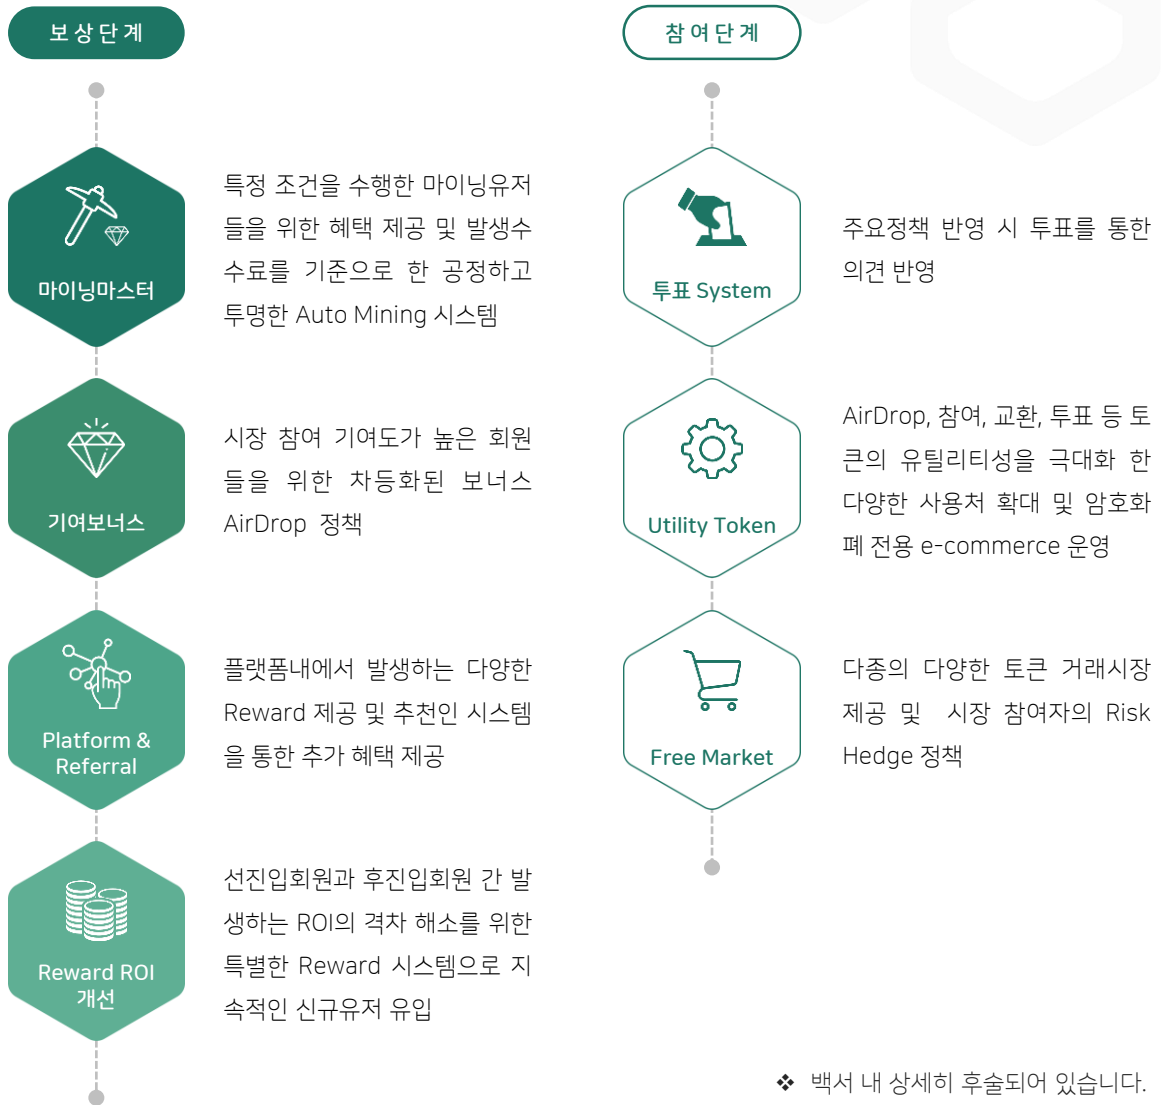 보상단계
마이닝마스터
특정 조건을 수행한 마이닝유저
들을 위한 혜택 제공 및 발생수
수료를 기준으로 한 공정하고
투명한 Auto Mining 시스템
기여보너스
시장 참여 기여도가 높은 회원
들을 위한 차등화된 보너스
AirDrop 정책
Platform &
Referral
플랫폼내에서 발생하는 다양한
Reward 제공 및 추천인 시스템
을 통한 추가 혜택 제공
Reward ROI
개선
선진입회원과 후진입회원 간 발
생하는 ROI의 격차 해소를 위한
특별한 Reward 시스템으로 지
속적인 신규유저 유입
참여단계
투표 System
주요정책 반영 시 투표를 통한
의견 반영
Utility Token
AirDrop, 참여, 교환, 투표 등 토
큰의 유틸리티성을 극대화 한
다양한 사용처 확대 및 암호화
폐 전용 e-commerce 운영
Free Market
다종의 다양한 토큰 거래시장
제공 및 시장 참여자의 Risk
Hedge 정책
❖ 백서 내 상세히 후술되어 있습니다.